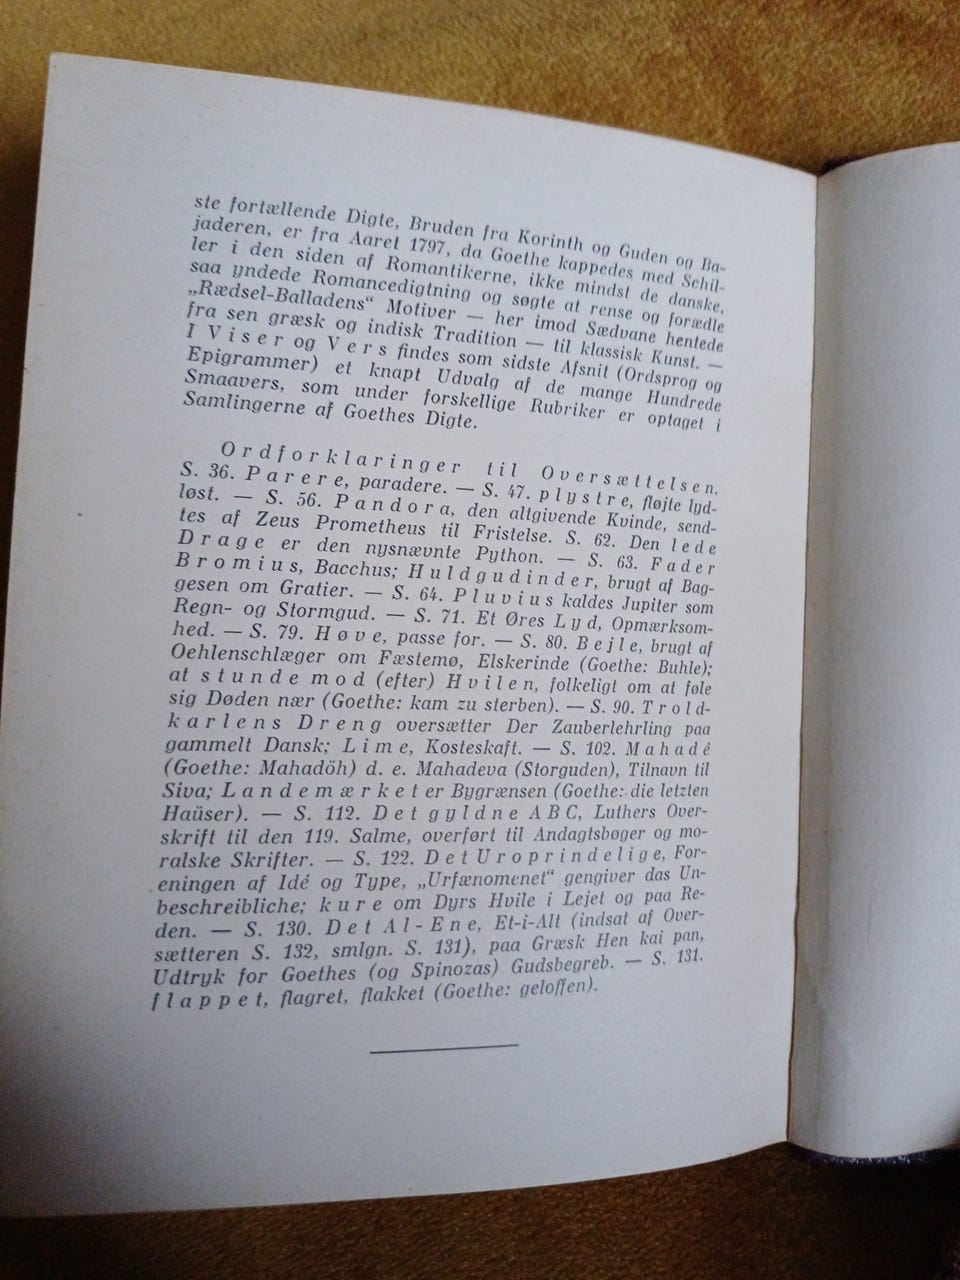 ste fortællende Digte, Bruden fra Korinth og Guden og Ba-
jaderen, er fra Aaret 1797, da Goethe kappedes med Schil-
ler i den siden af Romantikerne, ikke mindst de danske,
saa yndede Romancedigtning og søgte at rense og forædle
„Rædsel-Balladens“ Motiver — her imod Sædvane hentede
fra sen græsk og indisk Tradition — til klassisk Kunst. —
I Viser og Vers findes som sidste Afsnit (Ordsprog og
Epigrammer) et knapt Udvalg af de mange Hundrede
Smaavers, som under forskellige Rubriker er optaget i
Samlingerne af Goethes Digte.
Ordforklaringer til Oversættelsen.
S. 36. Parere, paradere. — S. 47. plystre, fløjte lyd-
løst. — S. 56. Pandora, den altgivende Kvinde, send-
tes af Zeus Prometheus til Fristelse. S. 62. Den lede
Drage er den nysnævnte Python. — S. 63. Fader
Bromius, Bacchus; Huldgudinder, brugt af Bag-
gesen om Gratier. — S. 64. Pluvius kaldes Jupiter som
Regn- og Stormgud. — S. 71. Et Øres Lyd, Opmærksom-
hed. — S. 79. Høve, passe for. — S. 80. Bejle, brugt af
Oehlenschlæger om Fæstemø, Elskerinde (Goethe: Buhle);
at stunde mod (efter) Hvilen, folkeligt om at føle
sig Døden nær (Goethe: kam zu sterben). — S. 90. Trold-
karlens Dreng oversætter Der Zauberlehrling paa
gammelt Dansk; Lime, Kosteskaft. — S. 102. Mahadé
(Goethe: Mahadöh) d. e. Mahadeva (Storguden), Tilnavn til
Siva; Landemærket er Bygrænsen (Goethe: die letzten
Haüser). — S. 112. Det gyldne ABC, Luthers Over-
skrift til den 119. Salme, overført til Andagtsbøger og mo-
ralske Skrifter. — S. 122. Det Uroprindelige, For-
eningen af Idé og Type, „Urfænomenet“ gengiver das Un-
beschreibliche; kure om Dyrs Hvile i Lejet og paa Re-
den. — S. 130. Det Al-Ene, Et-i-Alt (indsat af Over-
sætteren S. 132, smlgn. S. 131), paa Græsk Hen kai pan,
Udtryk for Goethes (og Spinozas) Gudsbegreb. — S. 131.
flappet, flagret, flakket (Goethe: geloffen).